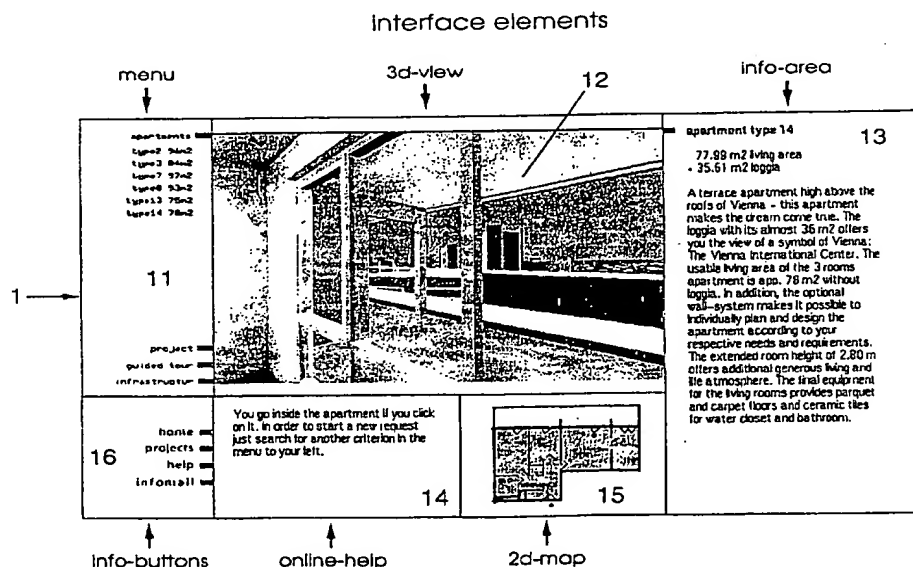 interface elements
menu
3d-view
12
info-area
apartments
type2 94m2
type3 84m2
type7 97m2
type8 93m2
type13 75m2
type14 78m2
11
1
project
guided tour
infrastructur
apartment type 14
13
77.99 m2 living area
+ 35.61 m2 loggia
A terrace apartment high above the
roofs of Vienna - this apartment
makes the dream come true. The
loggia with its almost 36 m2 offers
you the view of a symbol of Vienna:
The Vienna International Center. The
usable living area of the 3 rooms
apartment is app. 78 m2 without
loggia. In addition, the optional
wall-system makes it possible to
individually plan and design the
apartment according to your
respective needs and requirements.
The extended room height of 2.80 m
offers additional generous living and
life atmosphere. The final equipment
for the living rooms provides parquet
and carpet floors and ceramic tiles
for water closet and bathroom.
16
home
projects
help
infomail
You go inside the apartment if you click
on it. In order to start a new request
just search for another criterion in the
menu to your left.
14
15
info-buttons
online-help
2d-map